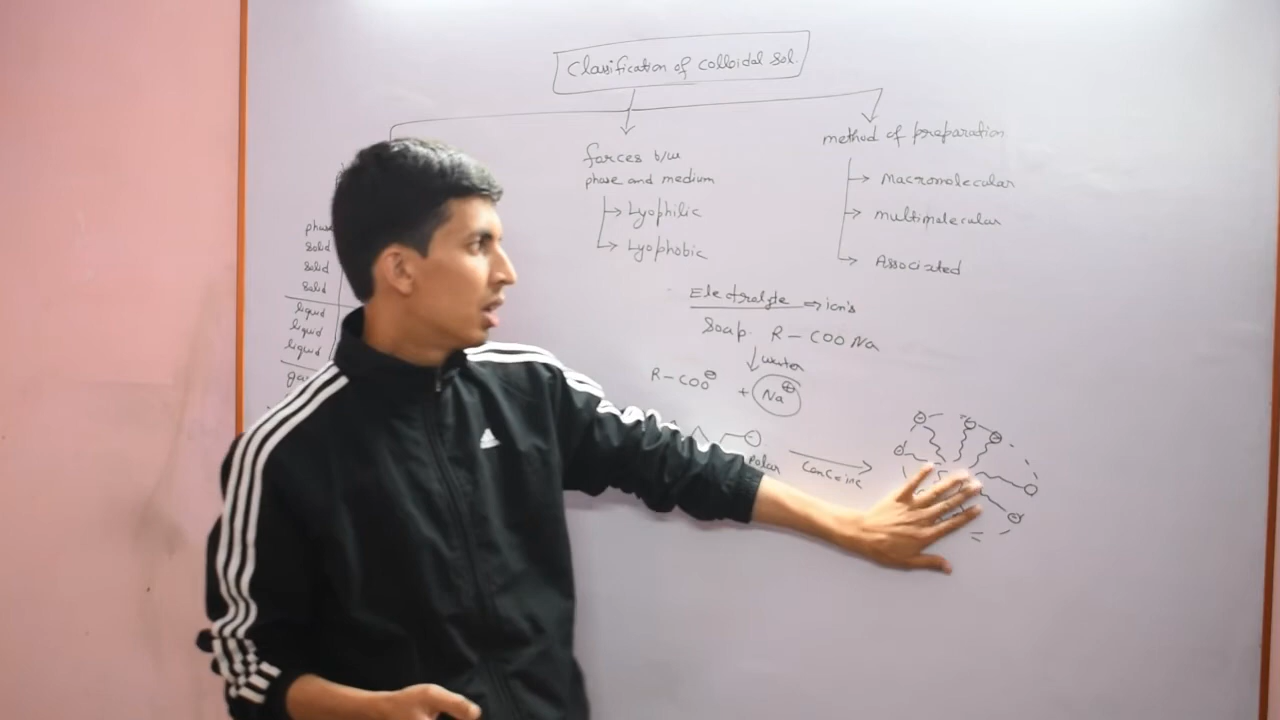 Classification of colloidal sol.
forces b/w
phase and medium
→ Lyophilic
→ Lyophobic
method of preparation
→ Macromolecular
→ multimolecular
→ Associated
phase
solid
solid
solid
liquid
liquid
liquid
Electrolyte ⇒ ion's
Soap. R – COO Na
↓ water
R – COO⊖ + Na⊕
Polar
Conc = inc